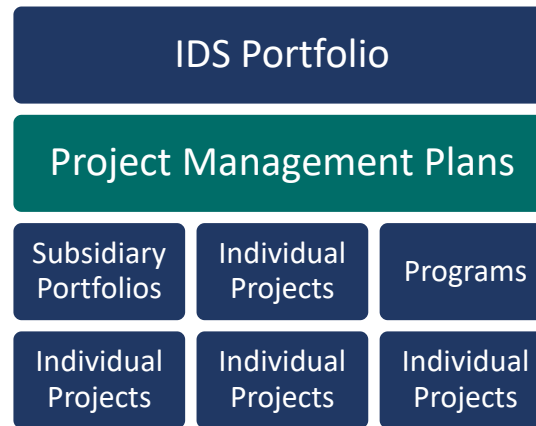 IDS Portfolio
Project Management Plans
Subsidiary
Portfolios
Individual
Projects
Programs
Individual
Projects
Individual
Projects
Individual
Projects